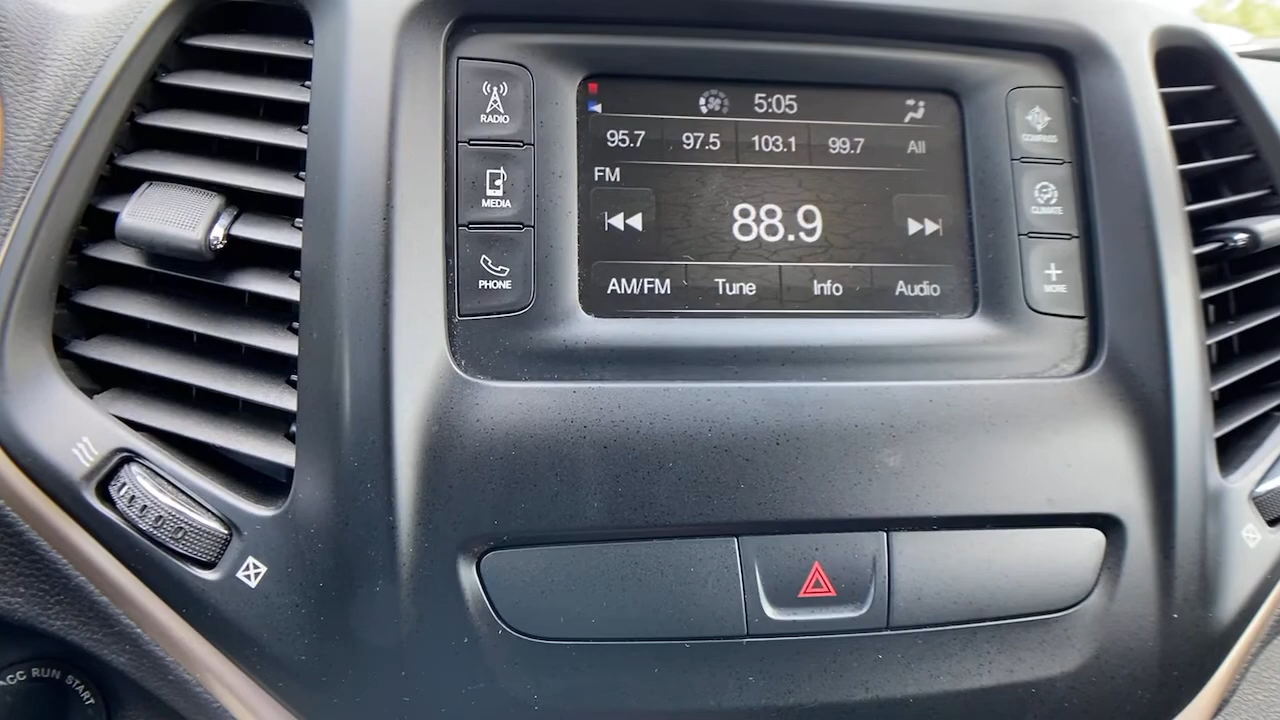 RADIO
MEDIA
PHONE
5:05
95.7 97.5 103.1 99.7 All
FM
88.9
AM/FM Tune Info Audio
N
COMPASS
CLIMATE
+
MORE
ACC RUN START